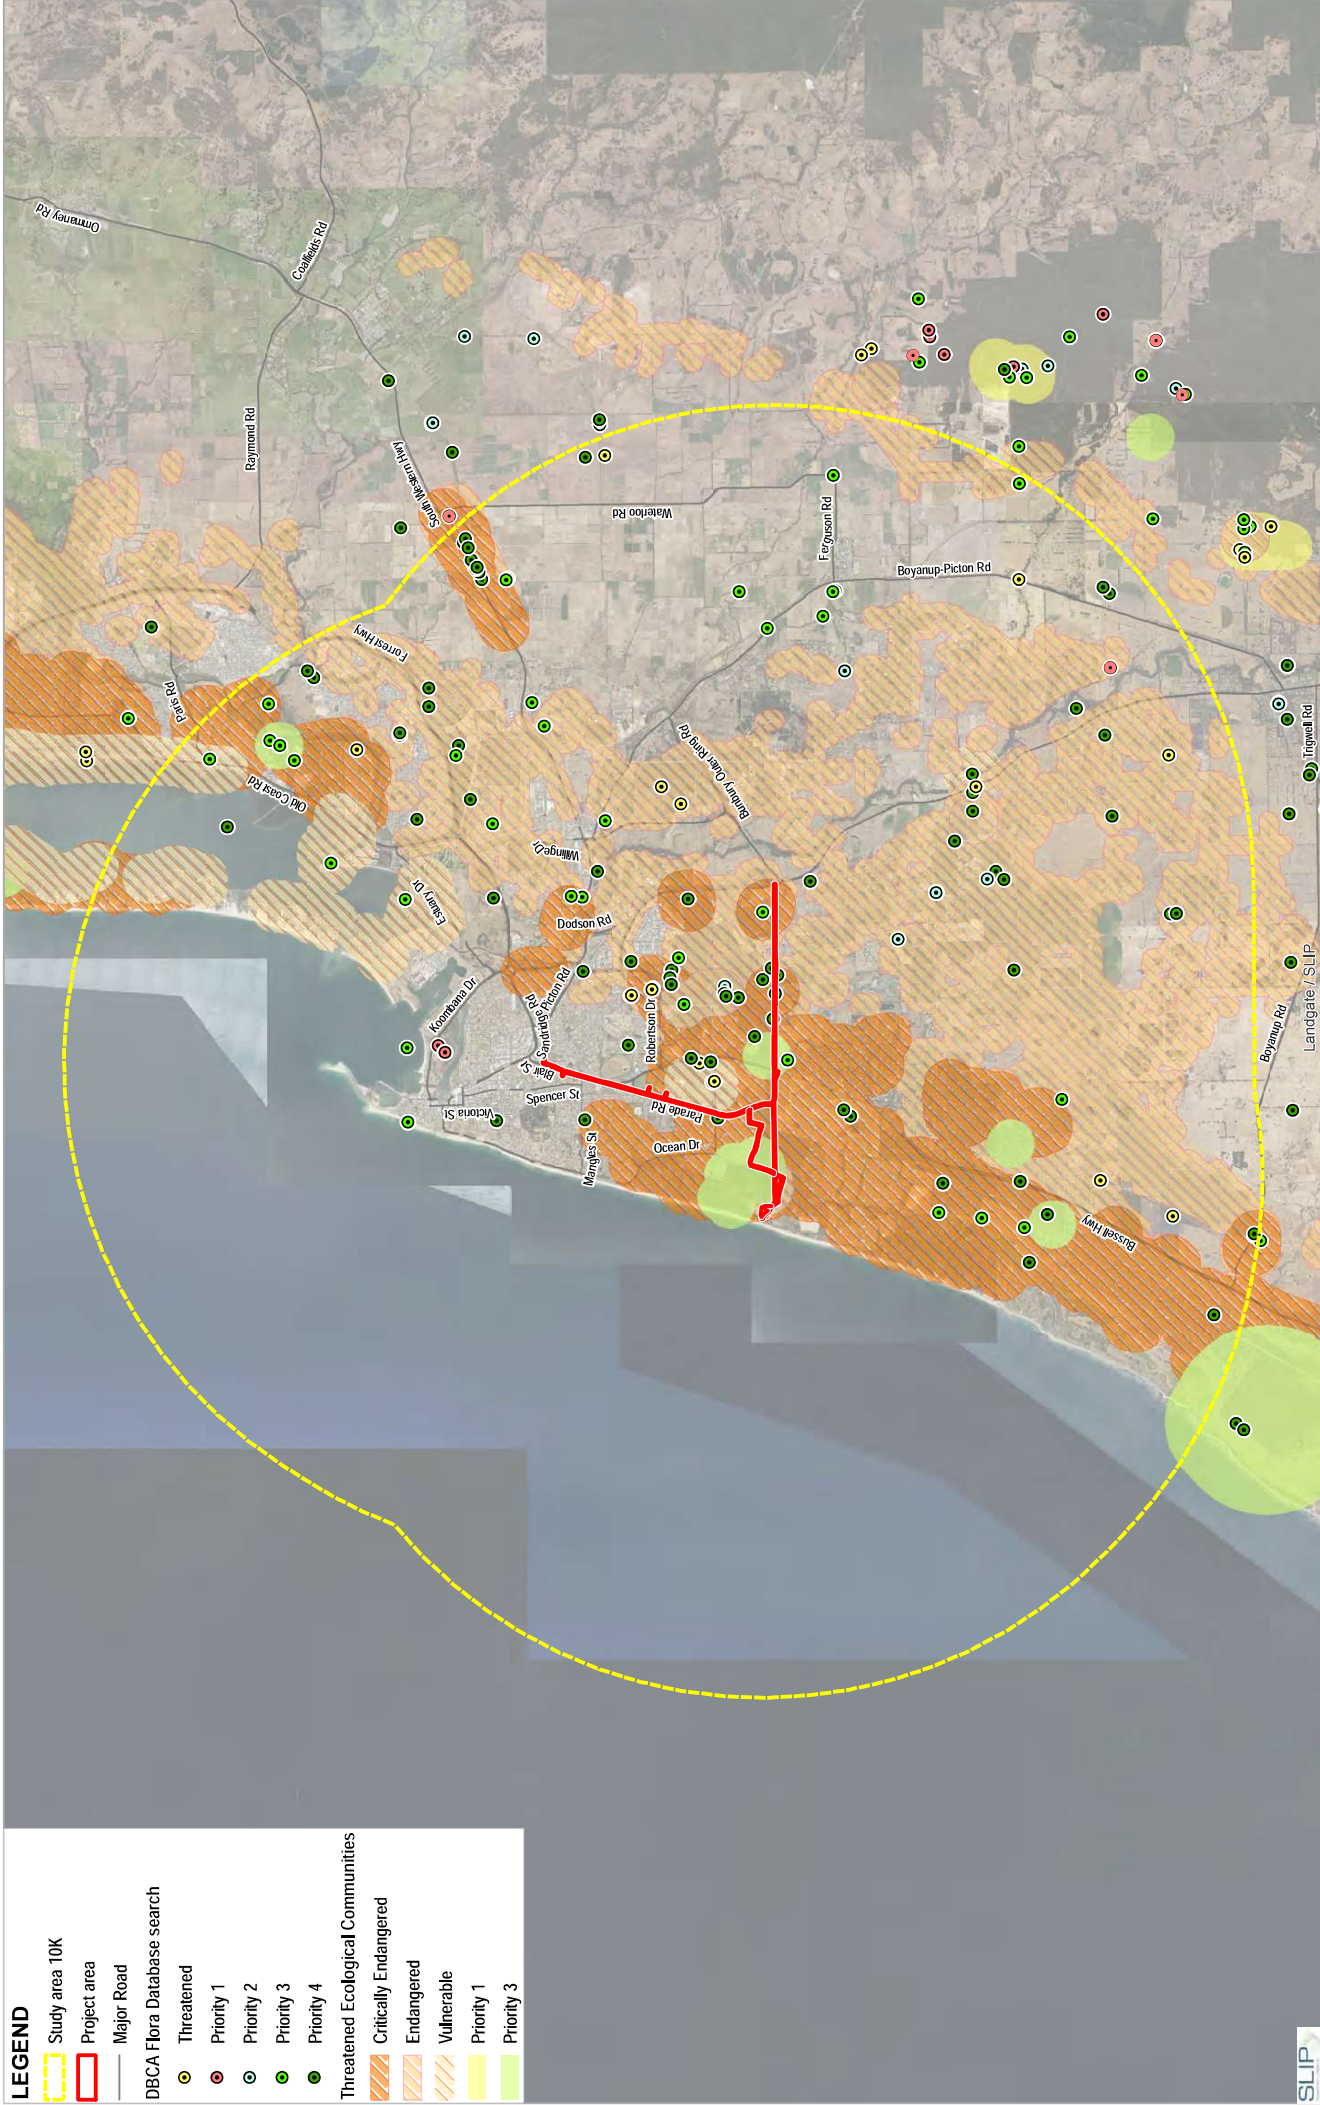 LEGEND
Study area 10K
Project area
Major Road
DBCA Flora Database search
Threatened
Priority 1
Priority 2
Priority 3
Priority 4
Threatened Ecological Communities
Critically Endangered
Endangered
Vulnerable
Priority 1
Priority 3
Ommaney Rd
Coalfields Rd
Raymond Rd
South Western Hwy
Waterloo Rd
Ferguson Rd
Boyanup-Picton Rd
Forrest Hwy
Paris Rd
Old Coast Rd
Bunbury Outer Ring Rd
Willinge Dr
Estuary Dr
Dodson Rd
Koombana Dr
Sandridge Rd
Picton Rd
Robertson Dr
Blair St
Spencer St
Victoria St
Parade Rd
Mangles St
Ocean Dr
Bussell Hwy
Boyanup Rd
Trigwell Rd
Landgate / SLIP
SLIP